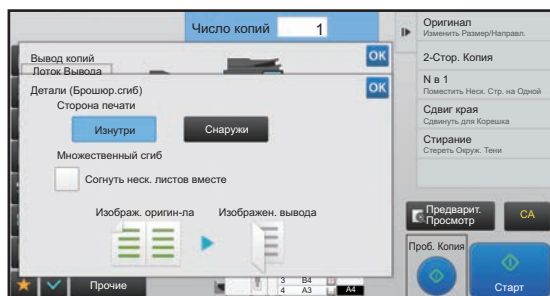 Число копий 1
Вывод копий OK
Лоток Вывода
Детали (Брошюр.сгиб) OK
Сторона печати
Изнутри Снаружи
Множественный сгиб
Согнуть неск. листов вместе
Изображ. оригин-ла Изображен. вывода
Прочие
3 B4
4 A3
A4
Оригинал
Изменить Размер/Направл.
2-Стор. Копия
N в 1
Поместить Неск. Стр. на Одной
Сдвиг края
Сдвинуть для Корешка
Стирание
Стереть Окруж. Тени
Предварит.
Просмотр
CA
Проб. Копия
Старт